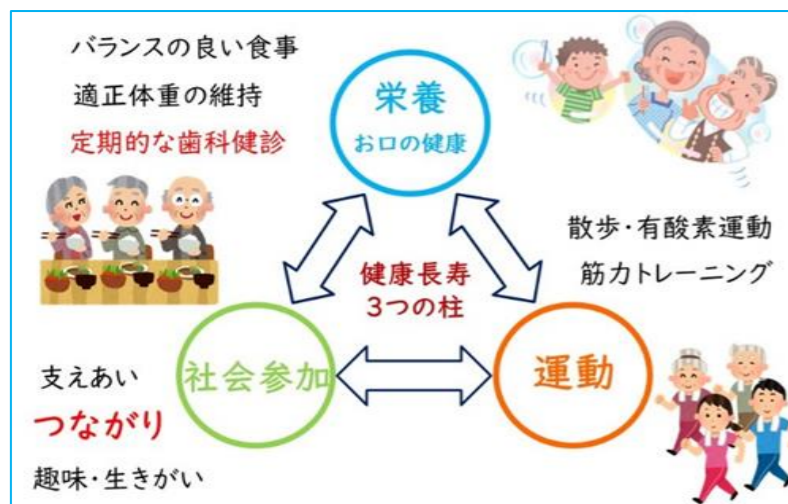 バランスの良い食事
適正体重の維持
定期的な歯科健診
栄養
お口の健康
散歩・有酸素運動
筋力トレーニング
健康長寿
3つの柱
社会参加
運動
支えあい
つながり
趣味・生きがい